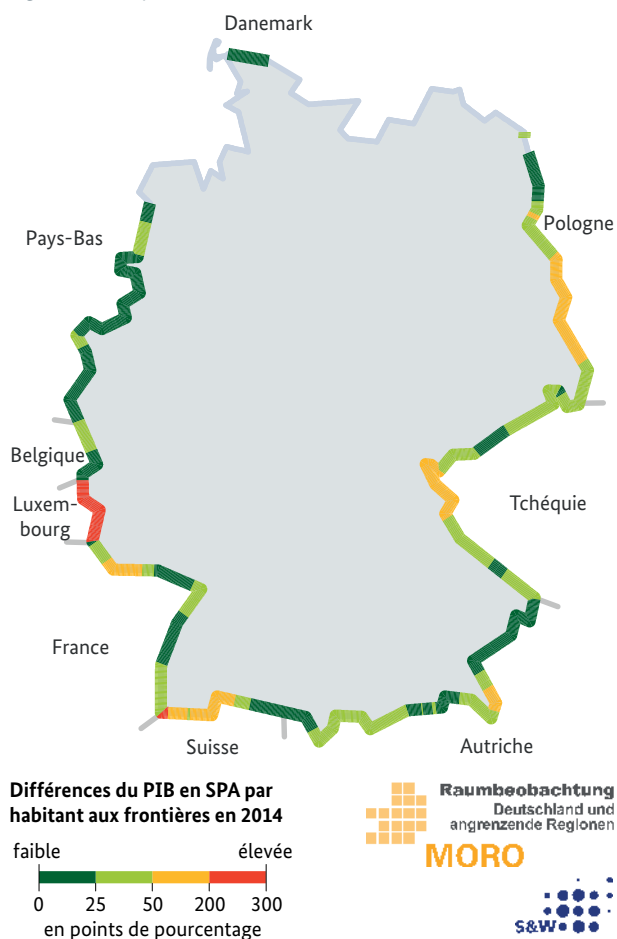 Danemark
Pays-Bas
Pologne
Belgique
Luxem-
bourg
Tchéquie
France
Suisse
Autriche
Différences du PIB en SPA par
habitant aux frontières en 2014
faible élevée
0 25 50 200 300
en points de pourcentage
Raumbeobachtung
Deutschland und
angrenzende Regionen
MORO
S&W